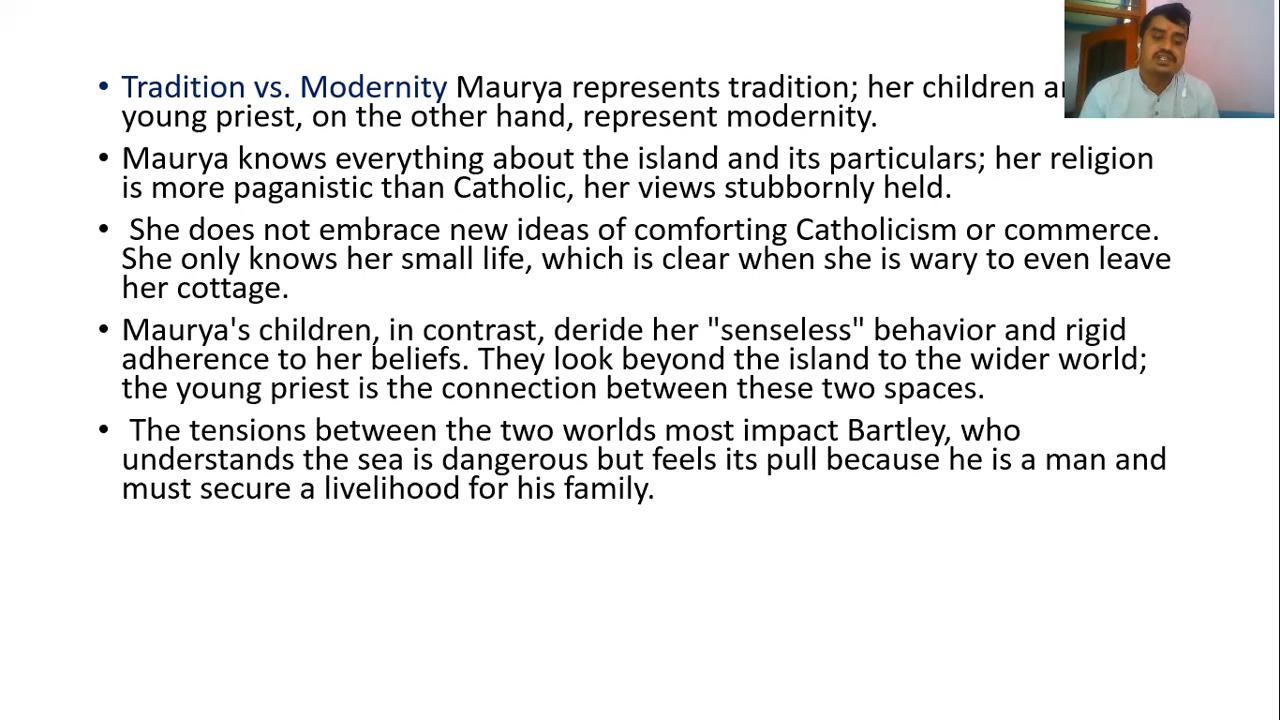 • Tradition vs. Modernity Maurya represents tradition; her children
young priest, on the other hand, represent modernity.
• Maurya knows everything about the island and its particulars; her religion
is more paganistic than Catholic, her views stubbornly held.
• She does not embrace new ideas of comforting Catholicism or commerce.
She only knows her small life, which is clear when she is wary to even leave
her cottage.
• Maurya's children, in contrast, deride her "senseless" behavior and rigid
adherence to her beliefs. They look beyond the island to the wider world;
the young priest is the connection between these two spaces.
• The tensions between the two worlds most impact Bartley, who
understands the sea is dangerous but feels its pull because he is a man and
must secure a livelihood for his family.